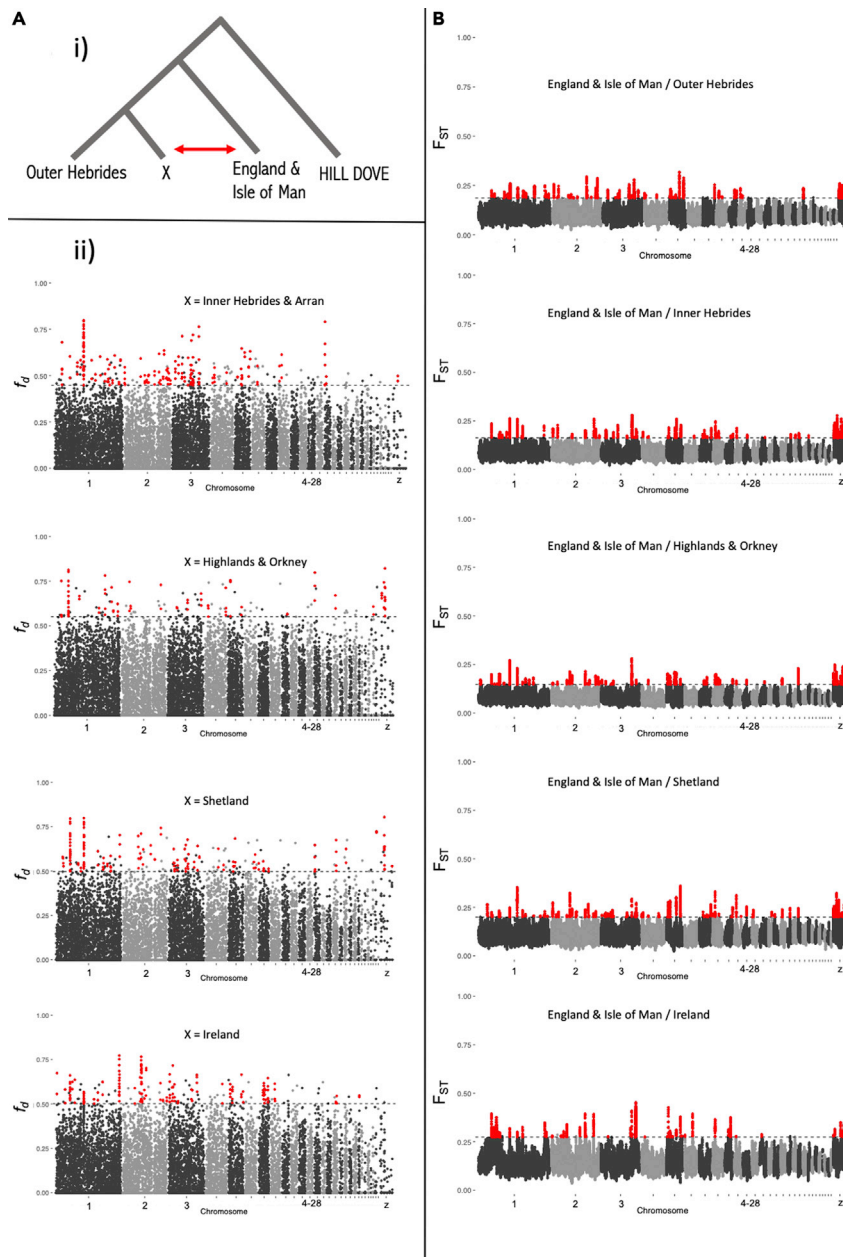 A
i)
Outer Hebrides
X
England &
Isle of Man
HILL DOVE
ii)
X = Inner Hebrides & Arran
1.00
0.75
0.50
0.25
0.00
fd
1
2
3
Chromosome
4-28
z
X = Highlands & Orkney
1.00
0.75
0.50
0.25
0.00
fd
1
2
3
Chromosome
4-28
z
X = Shetland
1.00
0.75
0.50
0.25
0.00
fd
1
2
3
Chromosome
4-28
z
X = Ireland
1.00
0.75
0.50
0.25
0.00
fd
1
2
3
Chromosome
4-28
z
B
England & Isle of Man / Outer Hebrides
1.00
0.75
0.50
0.25
0.00
FST
1
2
3
Chromosome
4-28
z
England & Isle of Man / Inner Hebrides
1.00
0.75
0.50
0.25
0.00
FST
1
2
3
Chromosome
4-28
z
England & Isle of Man / Highlands & Orkney
1.00
0.75
0.50
0.25
0.00
FST
1
2
3
Chromosome
4-28
z
England & Isle of Man / Shetland
1.00
0.75
0.50
0.25
0.00
FST
1
2
3
Chromosome
4-28
z
England & Isle of Man / Ireland
1.00
0.75
0.50
0.25
0.00
FST
1
2
3
Chromosome
4-28
z